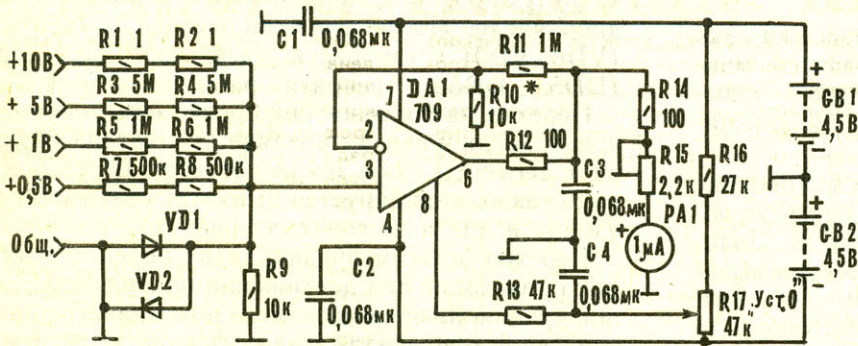 C1 0,068мк
R1 1 R2 1
+10В
R3 5М R4 5М
+ 5В
R5 1М R6 1М
+ 1В
R7 500к R8 500к
+0,5В
Общ.
VD1
VD2
R9
10к
C2
0,068мк
7
2
3
4
8
6
DA1
709
R10
10к
R11 1М
*
R12 100
R13 47к
C3
0,068мк
C4
0,068мк
R14
100
R15
2,2к
PA1
+
1мА
R16
27к
R17 „Уст.0"
47к
+
GB1
4,5В
-
+
GB2
4,5В
-